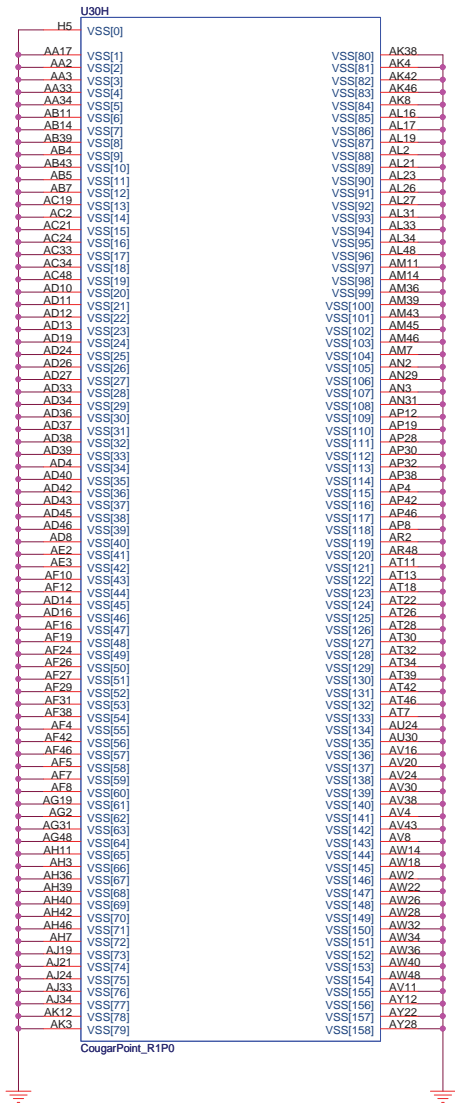 U30H
H5 VSS[0]
AA17 VSS[1] VSS[80] AK38
AA2 VSS[2] VSS[81] AK4
AA3 VSS[3] VSS[82] AK42
AA33 VSS[4] VSS[83] AK46
AA34 VSS[5] VSS[84] AK8
AB11 VSS[6] VSS[85] AL16
AB14 VSS[7] VSS[86] AL17
AB39 VSS[8] VSS[87] AL19
AB4 VSS[9] VSS[88] AL2
AB43 VSS[10] VSS[89] AL21
AB5 VSS[11] VSS[90] AL23
AB7 VSS[12] VSS[91] AL26
AC19 VSS[13] VSS[92] AL27
AC2 VSS[14] VSS[93] AL31
AC21 VSS[15] VSS[94] AL33
AC24 VSS[16] VSS[95] AL34
AC33 VSS[17] VSS[96] AL48
AC34 VSS[18] VSS[97] AM11
AC48 VSS[19] VSS[98] AM14
AD10 VSS[20] VSS[99] AM36
AD11 VSS[21] VSS[100] AM39
AD12 VSS[22] VSS[101] AM43
AD13 VSS[23] VSS[102] AM45
AD19 VSS[24] VSS[103] AM46
AD24 VSS[25] VSS[104] AM7
AD26 VSS[26] VSS[105] AN2
AD27 VSS[27] VSS[106] AN29
AD33 VSS[28] VSS[107] AN3
AD34 VSS[29] VSS[108] AN31
AD36 VSS[30] VSS[109] AP12
AD37 VSS[31] VSS[110] AP19
AD38 VSS[32] VSS[111] AP28
AD39 VSS[33] VSS[112] AP30
AD4 VSS[34] VSS[113] AP32
AD40 VSS[35] VSS[114] AP38
AD42 VSS[36] VSS[115] AP4
AD43 VSS[37] VSS[116] AP42
AD45 VSS[38] VSS[117] AP46
AD46 VSS[39] VSS[118] AP8
AD8 VSS[40] VSS[119] AR2
AE2 VSS[41] VSS[120] AR48
AE3 VSS[42] VSS[121] AT11
AF10 VSS[43] VSS[122] AT13
AF12 VSS[44] VSS[123] AT18
AD14 VSS[45] VSS[124] AT22
AD16 VSS[46] VSS[125] AT26
AF16 VSS[47] VSS[126] AT28
AF19 VSS[48] VSS[127] AT30
AF24 VSS[49] VSS[128] AT32
AF26 VSS[50] VSS[129] AT34
AF27 VSS[51] VSS[130] AT39
AF29 VSS[52] VSS[131] AT42
AF31 VSS[53] VSS[132] AT46
AF38 VSS[54] VSS[133] AT7
AF4 VSS[55] VSS[134] AU24
AF42 VSS[56] VSS[135] AU30
AF46 VSS[57] VSS[136] AV16
AF5 VSS[58] VSS[137] AV20
AF7 VSS[59] VSS[138] AV24
AF8 VSS[60] VSS[139] AV30
AG19 VSS[61] VSS[140] AV38
AG2 VSS[62] VSS[141] AV4
AG31 VSS[63] VSS[142] AV43
AG48 VSS[64] VSS[143] AV8
AH11 VSS[65] VSS[144] AW14
AH3 VSS[66] VSS[145] AW18
AH36 VSS[67] VSS[146] AW2
AH39 VSS[68] VSS[147] AW22
AH40 VSS[69] VSS[148] AW26
AH42 VSS[70] VSS[149] AW28
AH46 VSS[71] VSS[150] AW32
AH7 VSS[72] VSS[151] AW34
AJ19 VSS[73] VSS[152] AW36
AJ21 VSS[74] VSS[153] AW40
AJ24 VSS[75] VSS[154] AW48
AJ33 VSS[76] VSS[155] AV11
AJ34 VSS[77] VSS[156] AY12
AK12 VSS[78] VSS[157] AY22
AK3 VSS[79] VSS[158] AY28
CougarPoint_R1P0